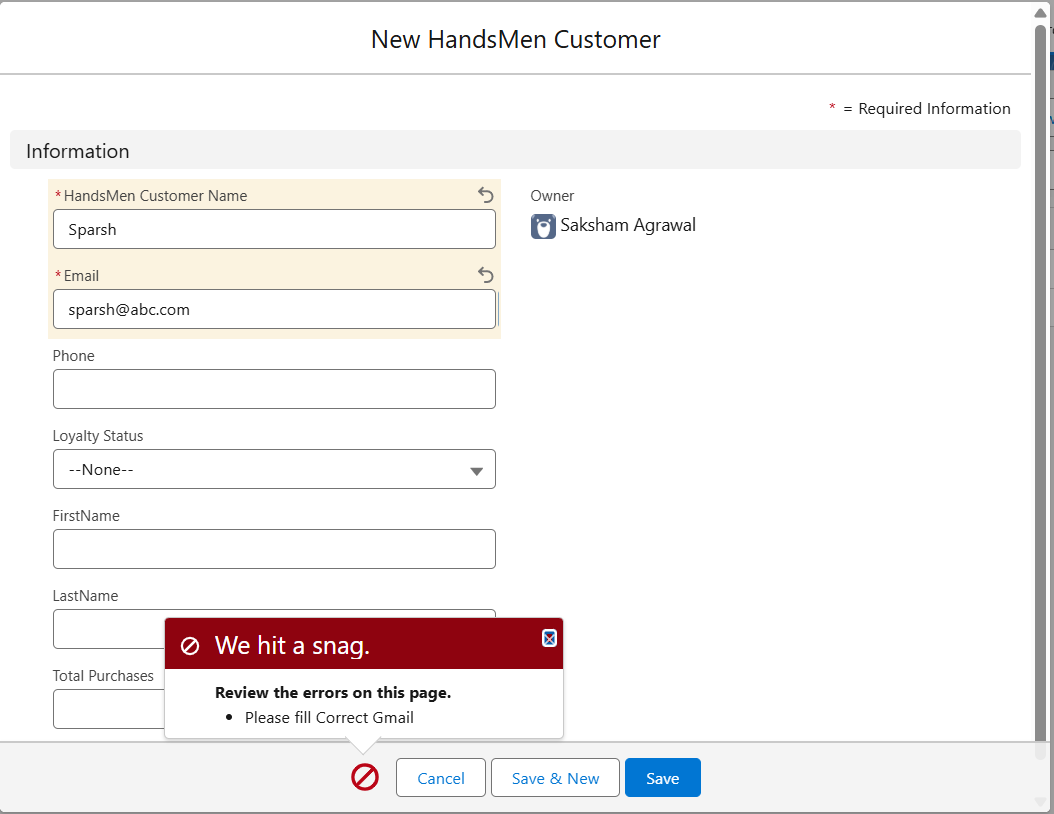 New HandsMen Customer
* = Required Information
Information
*HandsMen Customer Name
Sparsh
Owner
Saksham Agrawal
*Email
sparsh@abc.com
Phone
Loyalty Status
--None--
FirstName
LastName
Total Purchases
We hit a snag.
Review the errors on this page.
• Please fill Correct Gmail
Cancel
Save & New
Save